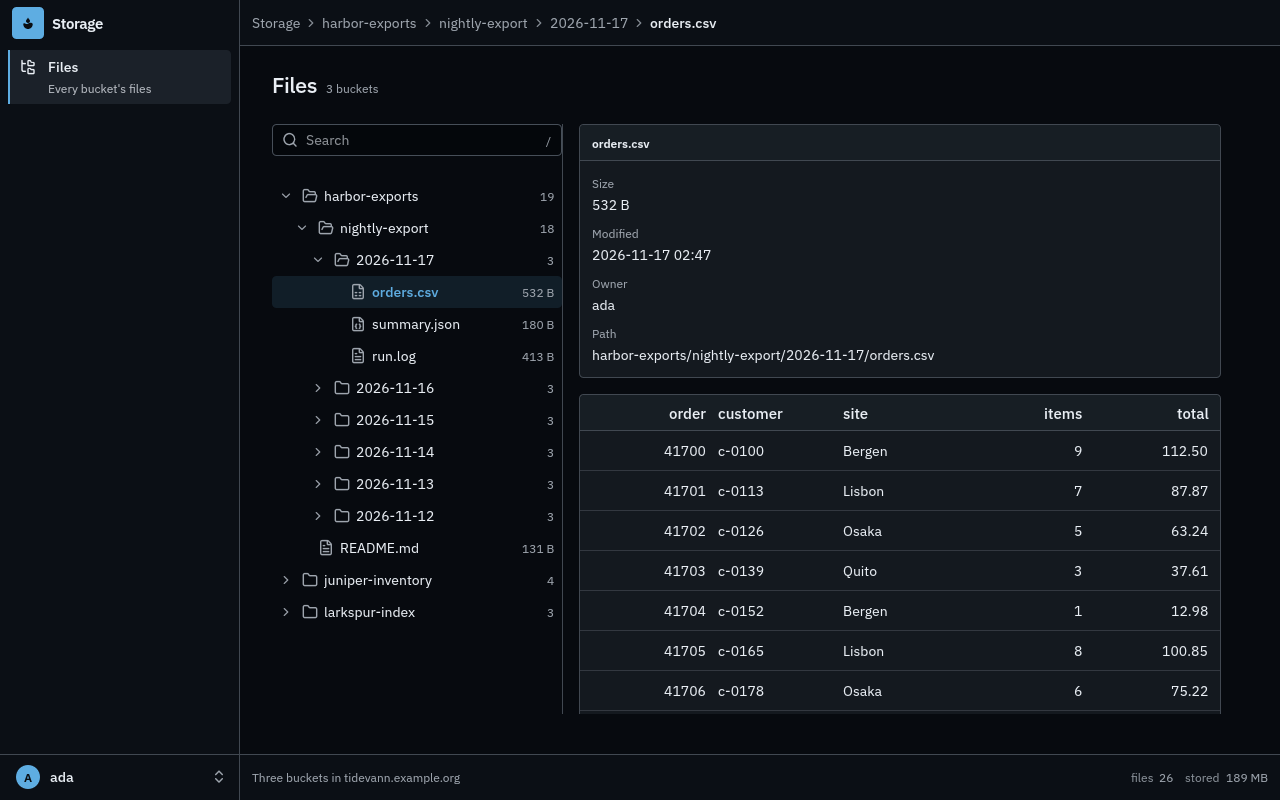 Storage
Files
Every bucket's files
Storage > harbor-exports > nightly-export > 2026-11-17 > orders.csv
Files 3 buckets
Search /
harbor-exports 19
nightly-export 18
2026-11-17 3
orders.csv 532 B
summary.json 180 B
run.log 413 B
2026-11-16 3
2026-11-15 3
2026-11-14 3
2026-11-13 3
2026-11-12 3
README.md 131 B
juniper-inventory 4
larkspur-index 3
orders.csv
Size
532 B
Modified
2026-11-17 02:47
Owner
ada
Path
harbor-exports/nightly-export/2026-11-17/orders.csv
order customer site items total
41700 c-0100 Bergen 9 112.50
41701 c-0113 Lisbon 7 87.87
41702 c-0126 Osaka 5 63.24
41703 c-0139 Quito 3 37.61
41704 c-0152 Bergen 1 12.98
41705 c-0165 Lisbon 8 100.85
41706 c-0178 Osaka 6 75.22
A ada
Three buckets in tidevann.example.org
files 26 stored 189 MB